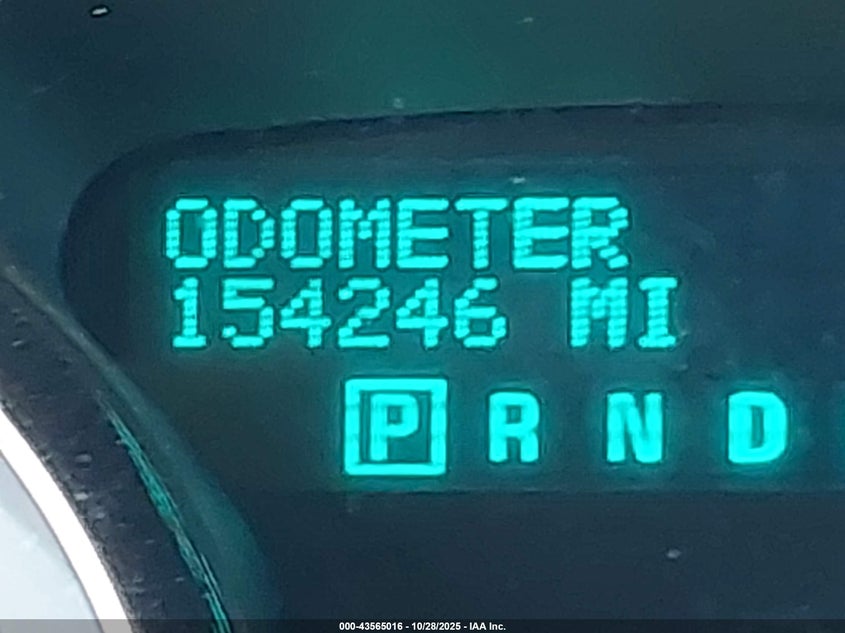 ODOMETER
154246 MI
P R N D
000-43565016 - 10/28/2025 - IAA Inc.